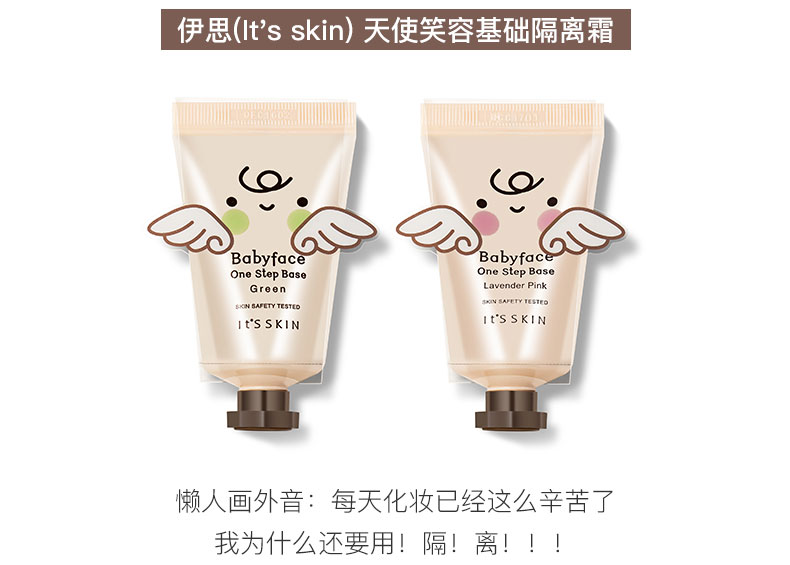 伊思(It's skin) 天使笑容基础隔离霜
Babyface
One Step Base
Green
SKIN SAFETY TESTED
It'S SKIN
Babyface
One Step Base
Lavender Pink
SKIN SAFETY TESTED
It'S SKIN
懒人画外音：每天化妆已经这么辛苦了
我为什么还要用！隔！离！！！